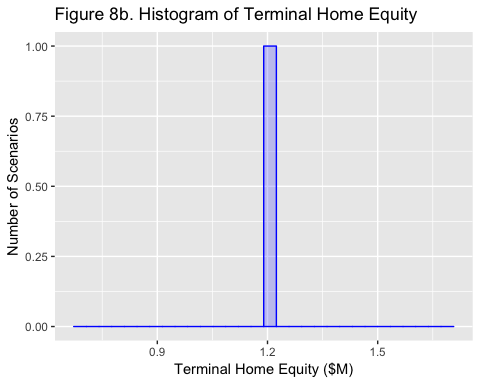 Figure 8b. Histogram of Terminal Home Equity
1.00
0.75
0.50
0.25
0.00
Number of Scenarios
0.9 1.2 1.5
Terminal Home Equity ($M)